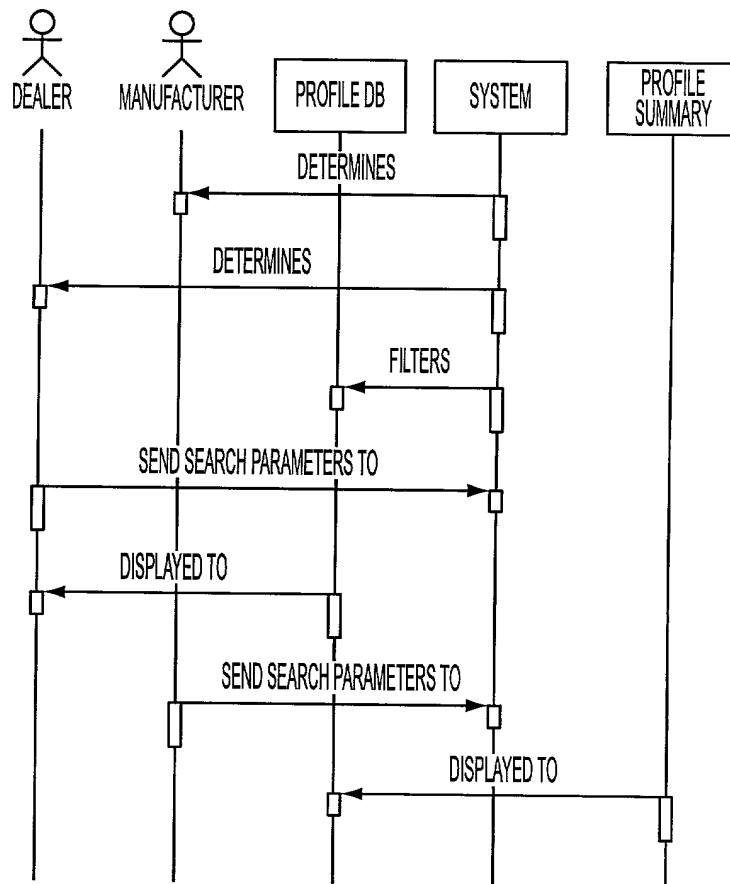 DEALER
MANUFACTURER
PROFILE DB
SYSTEM
PROFILE
SUMMARY
DETERMINES
DETERMINES
FILTERS
SEND SEARCH PARAMETERS TO
DISPLAYED TO
SEND SEARCH PARAMETERS TO
DISPLAYED TO